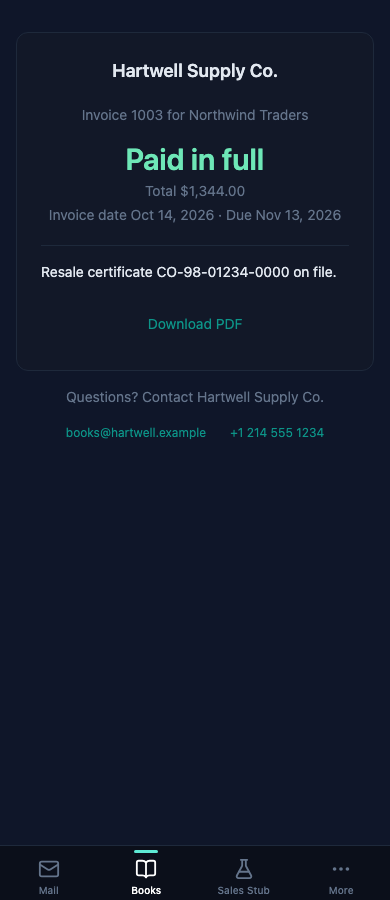 Hartwell Supply Co.
Invoice 1003 for Northwind Traders
Paid in full
Total $1,344.00
Invoice date Oct 14, 2026 · Due Nov 13, 2026
Resale certificate CO-98-01234-0000 on file.
Download PDF
Questions? Contact Hartwell Supply Co.
books@hartwell.example +1 214 555 1234
Mail Books Sales Stub More